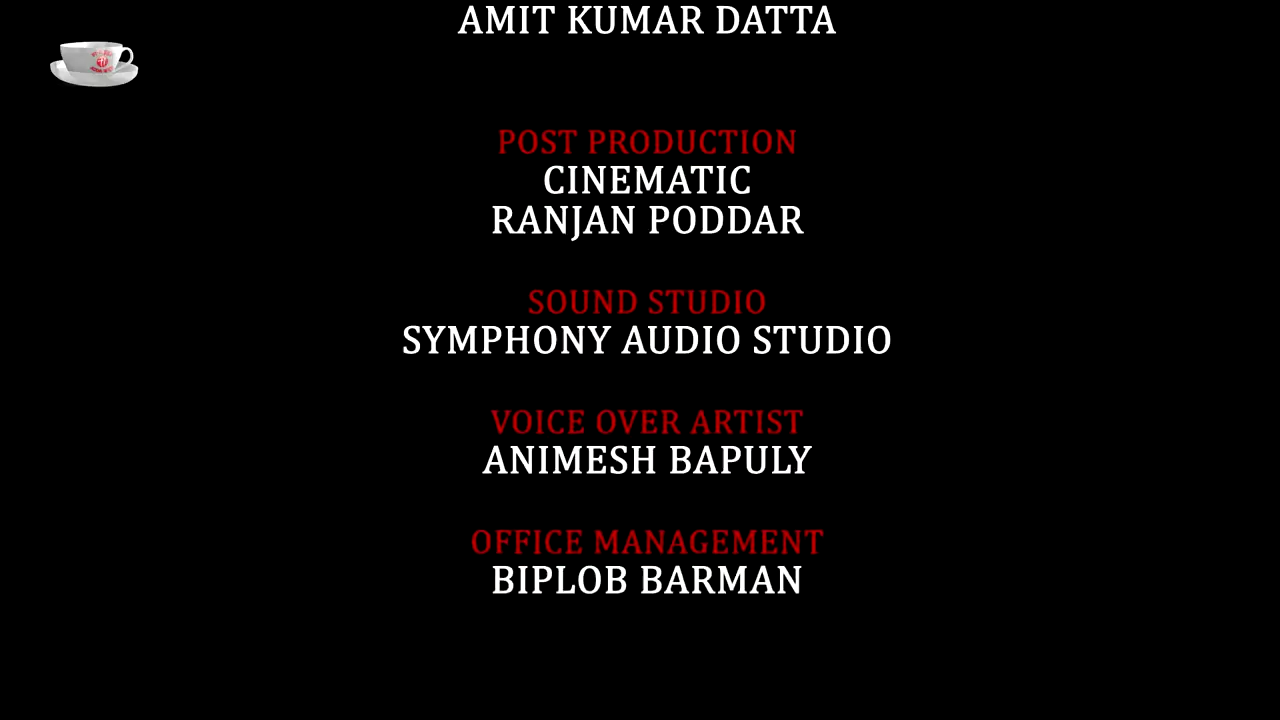 AMIT KUMAR DATTA
POST PRODUCTION
CINEMATIC
RANJAN PODDAR
SOUND STUDIO
SYMPHONY AUDIO STUDIO
VOICE OVER ARTIST
ANIMESH BAPULY
OFFICE MANAGEMENT
BIPLOB BARMAN